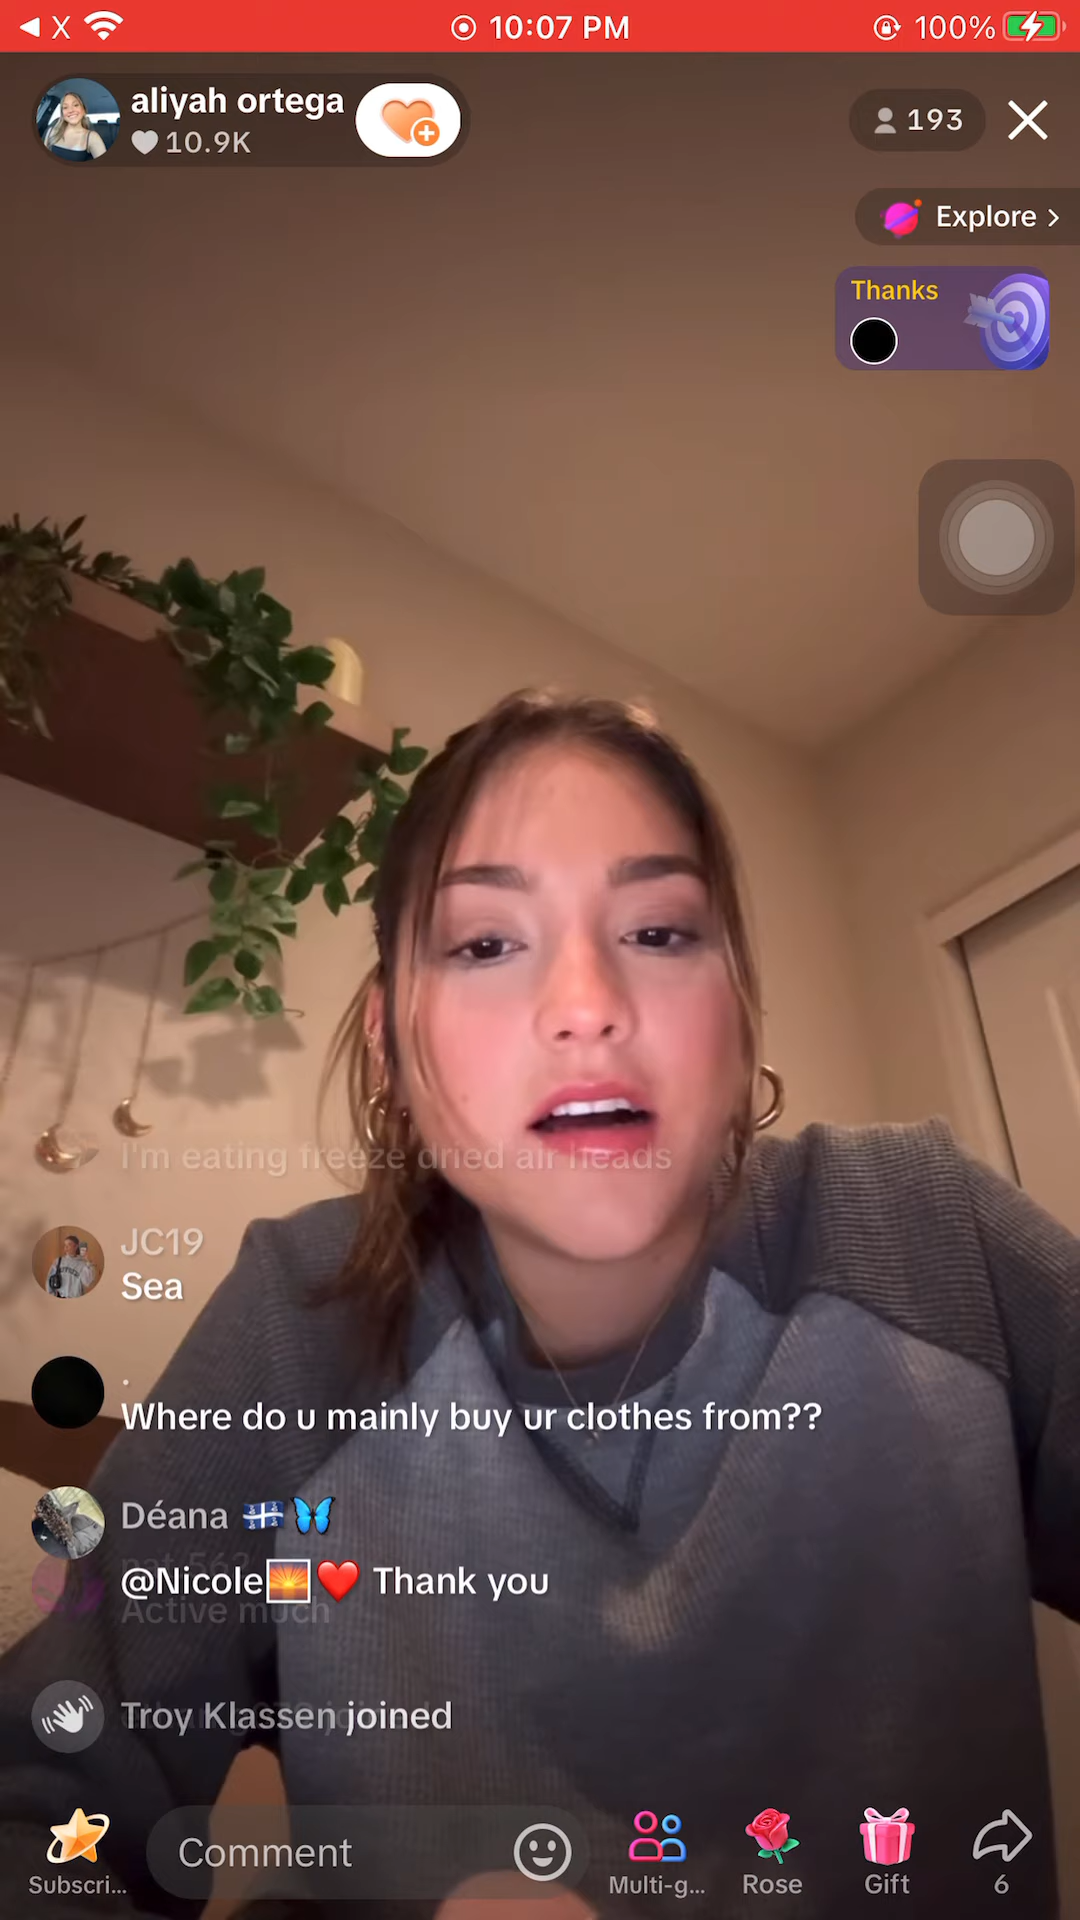 X
10:07 PM
100%
aliyah ortega
10.9K
193
Explore
Thanks
I'm eating freeze dried air heads
JC19
Sea
.
Where do u mainly buy ur clothes from??
Déana
@Nicole Thank you
Active much
Troy Klassen joined
Subscri...
Comment
Multi-g...
Rose
Gift
6